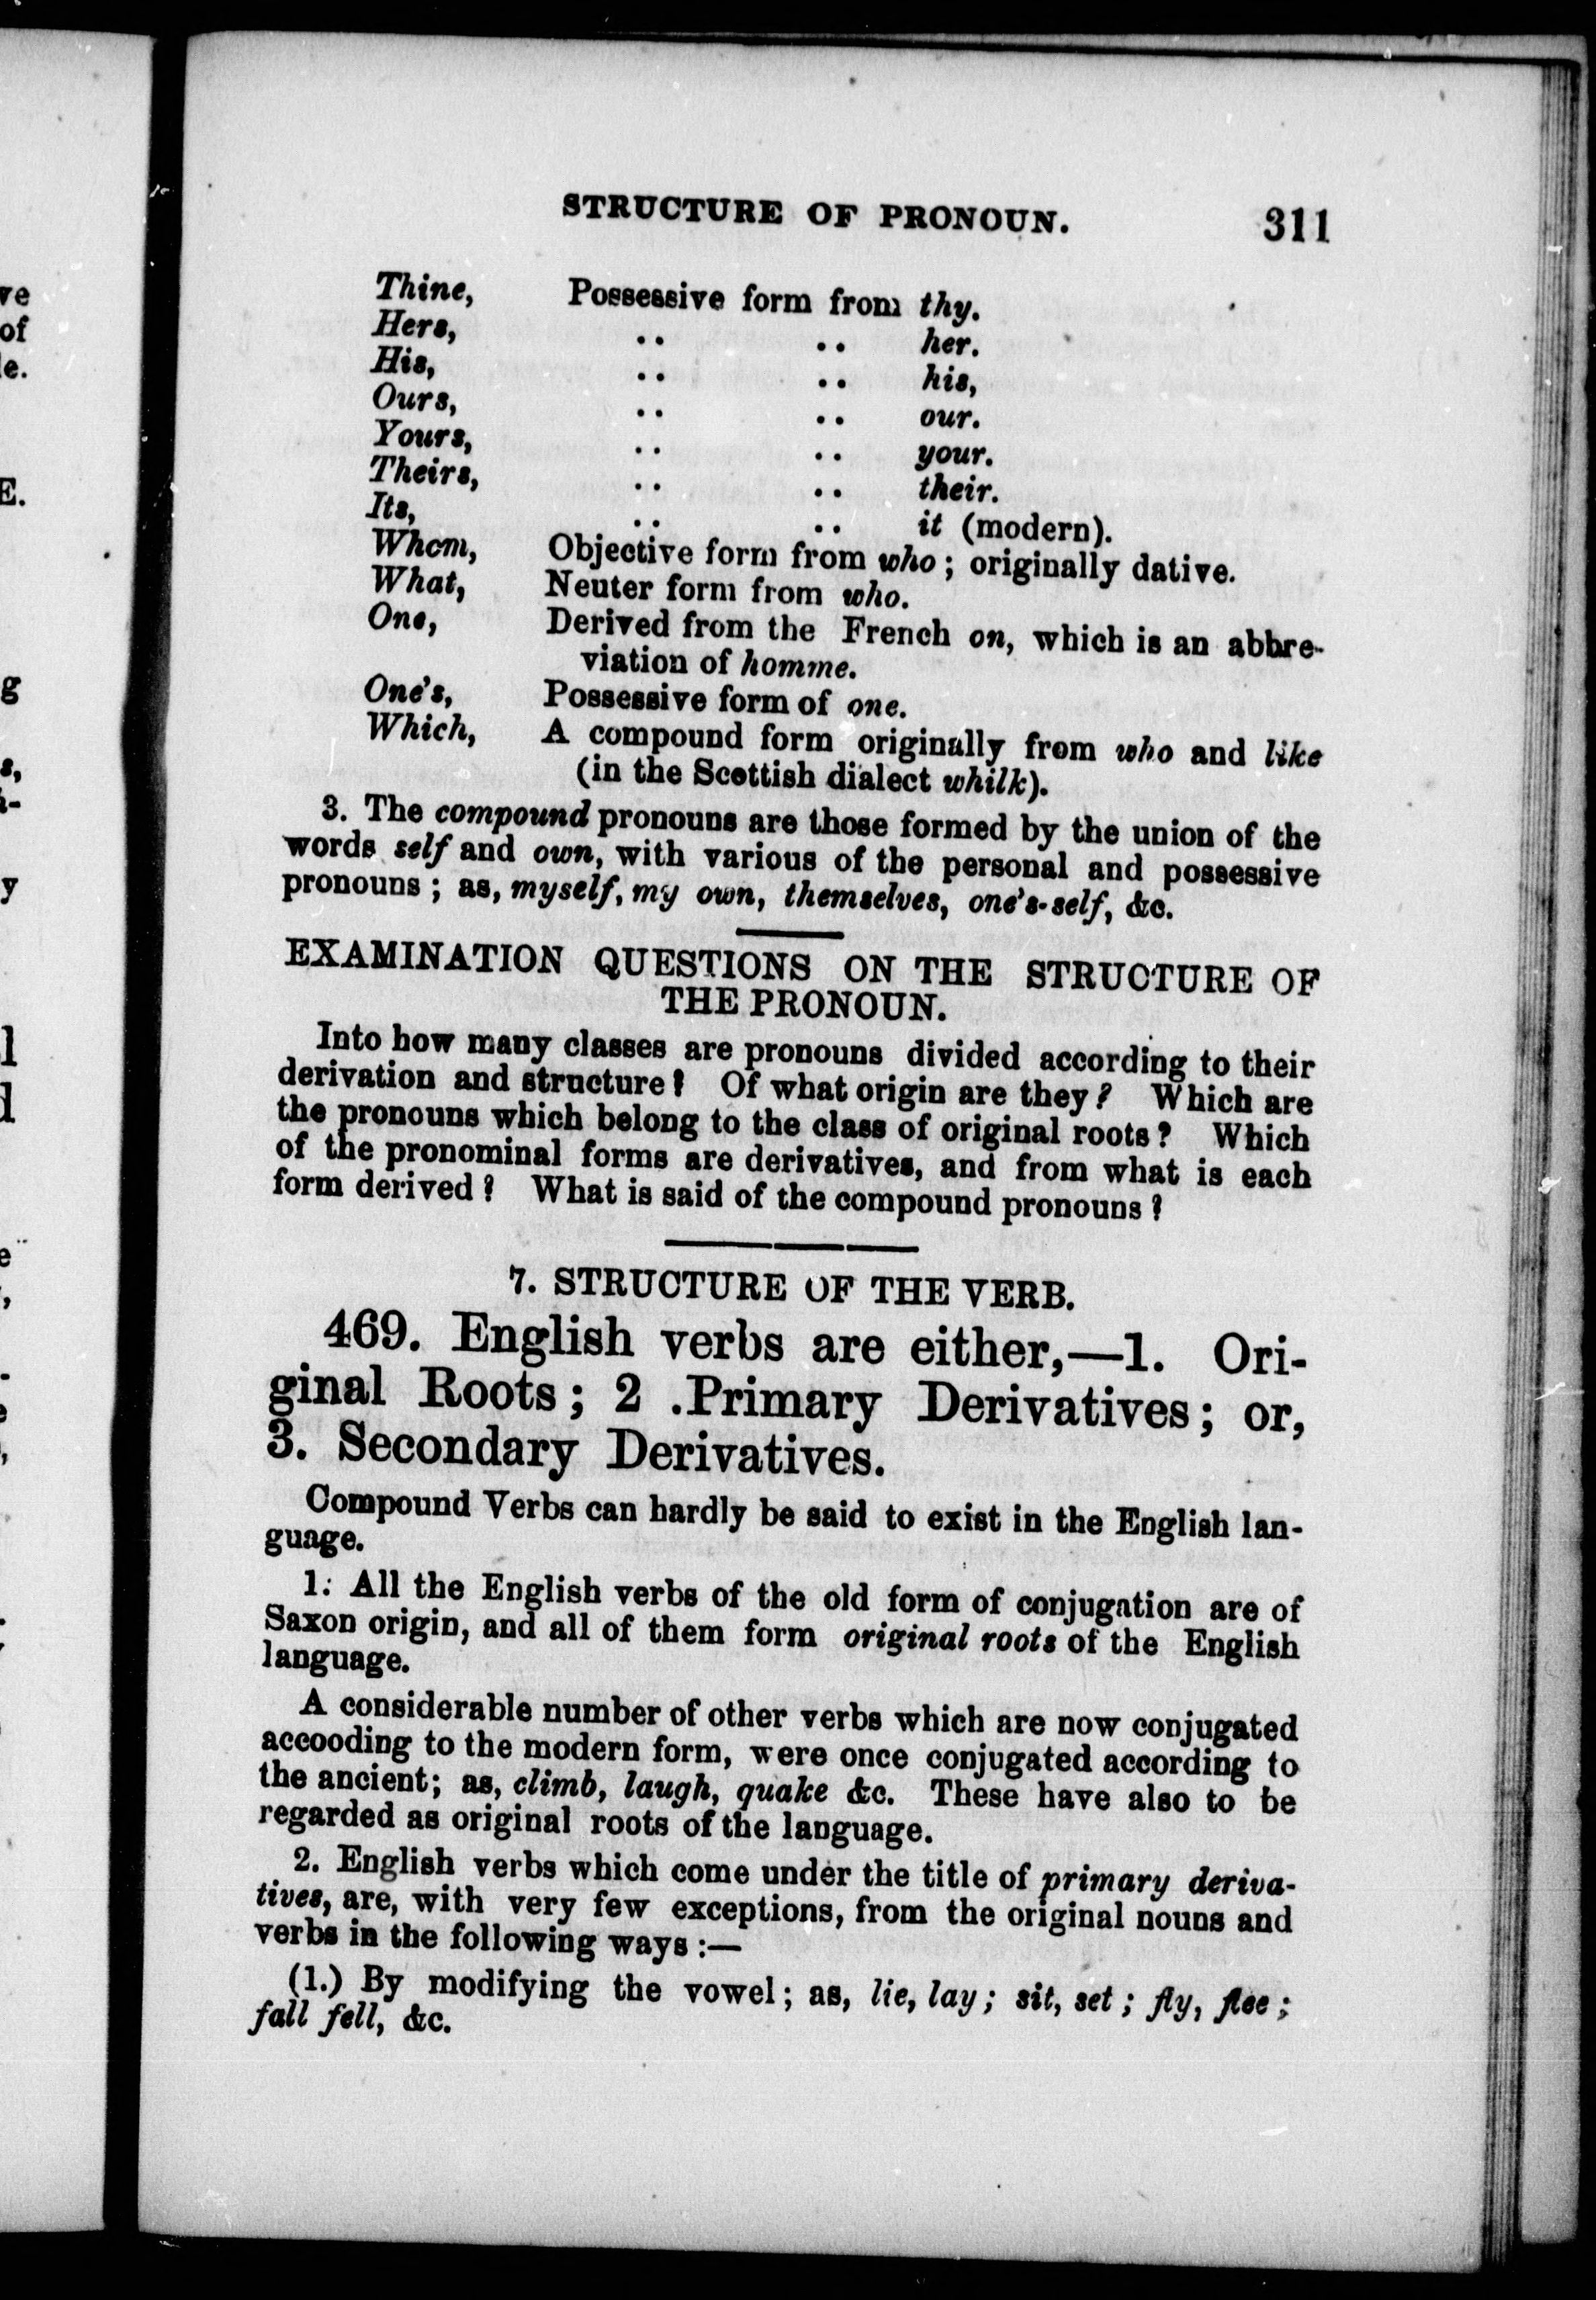 STRUCTURE OF PRONOUN. 311
Thine, Possessive form from thy.
Hers, .. .. her.
His, .. .. his,
Ours, .. .. our.
Yours, .. .. your.
Theirs, .. .. their.
Its, .. .. it (modern).
Whom, Objective form from who; originally dative.
What, Neuter form from who.
One, Derived from the French on, which is an abbre-
viation of homme.
One's, Possessive form of one.
Which, A compound form originally from who and like
(in the Scottish dialect whilk).
3. The compound pronouns are those formed by the union of the
words self and own, with various of the personal and possessive
pronouns; as, myself, my own, themselves, one's-self, &c.
EXAMINATION QUESTIONS ON THE STRUCTURE OF
THE PRONOUN.
Into how many classes are pronouns divided according to their
derivation and structure? Of what origin are they? Which are
the pronouns which belong to the class of original roots? Which
of the pronominal forms are derivatives, and from what is each
form derived? What is said of the compound pronouns?
7. STRUCTURE OF THE VERB.
469. English verbs are either,—1. Ori-
ginal Roots; 2 .Primary Derivatives; or,
3. Secondary Derivatives.
Compound Verbs can hardly be said to exist in the English lan-
guage.
1. All the English verbs of the old form of conjugation are of
Saxon origin, and all of them form original roots of the English
language.
A considerable number of other verbs which are now conjugated
accooding to the modern form, were once conjugated according to
the ancient; as, climb, laugh, quake &c. These have also to be
regarded as original roots of the language.
2. English verbs which come under the title of primary deriva-
tives, are, with very few exceptions, from the original nouns and
verbs in the following ways:—
(1.) By modifying the vowel; as, lie, lay; sit, set; fly, flee;
fall fell, &c.